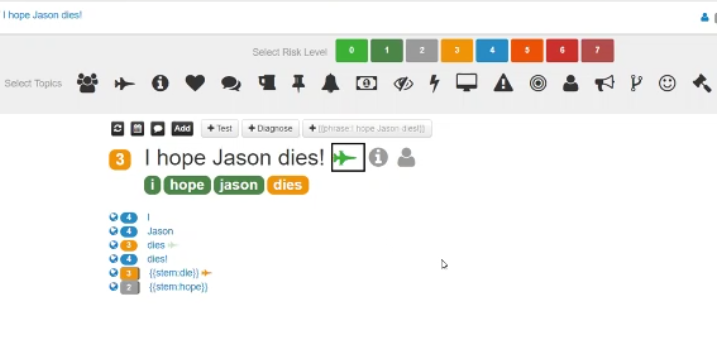 I hope Jason dies!
Select Risk Level 0 1 2 3 4 5 6 7
Select Topics
Add + Test + Diagnose + {{phrase:I hope Jason dies!}}
3 I hope Jason dies!
i hope jason dies
4 I
4 Jason
3 dies
4 dies!
3 {{stem:die}}
2 {{stem:hope}}